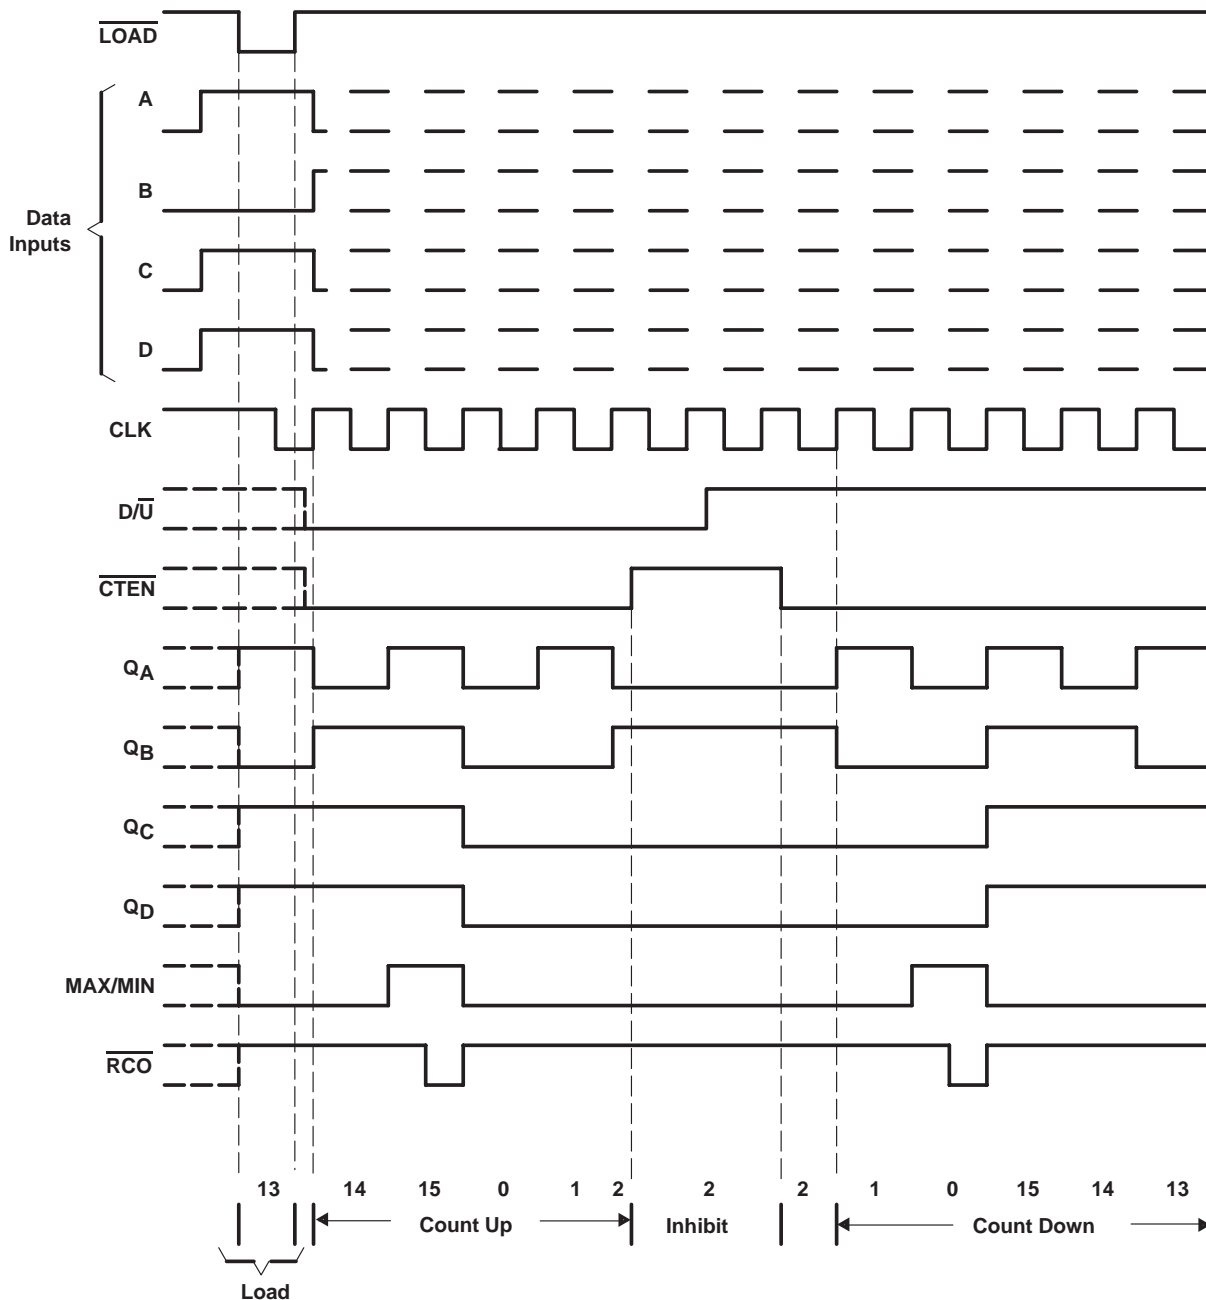 LOAD
A
B
Data
Inputs
C
D
CLK
D/U̅
CTEN
QA
QB
QC
QD
MAX/MIN
RCO
13 14 15 0 1 2 2 2 1 0 15 14 13
Count Up Inhibit Count Down
Load